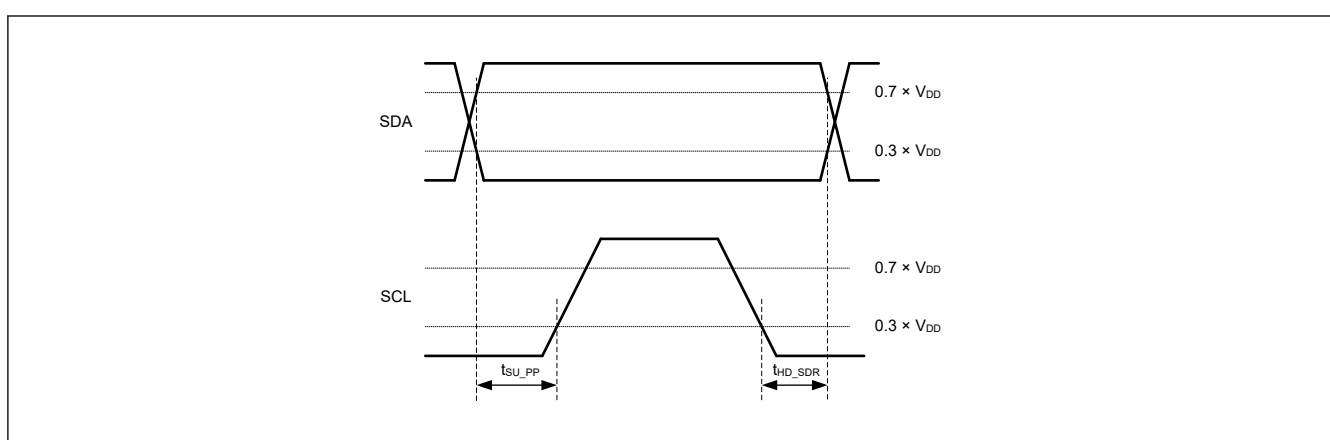 0.7 × VDD
SDA
0.3 × VDD
0.7 × VDD
SCL
0.3 × VDD
tSU_PP
tHD_SDR